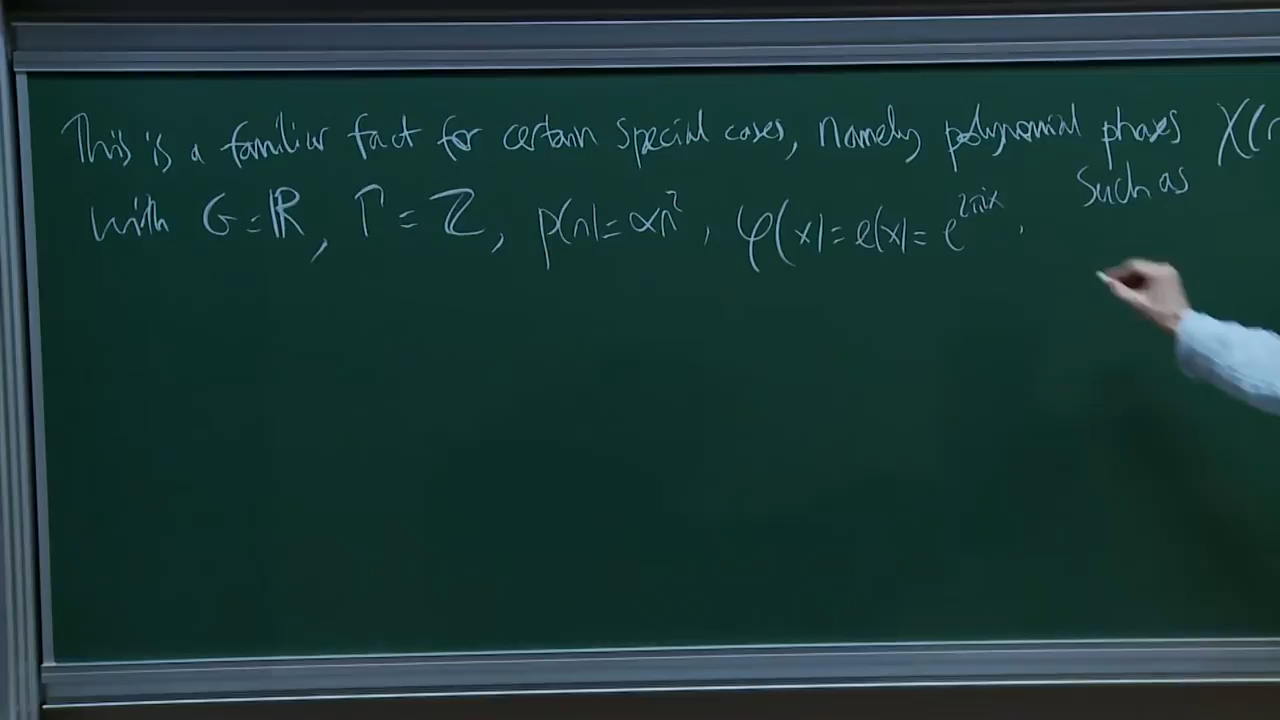 This is a familiar fact for certain special cases, namely polynomial phases χ(n
such as
with G=ℝ, Γ=ℤ, p(n)=αn², φ(x)=e(x)=e^{2πix}.